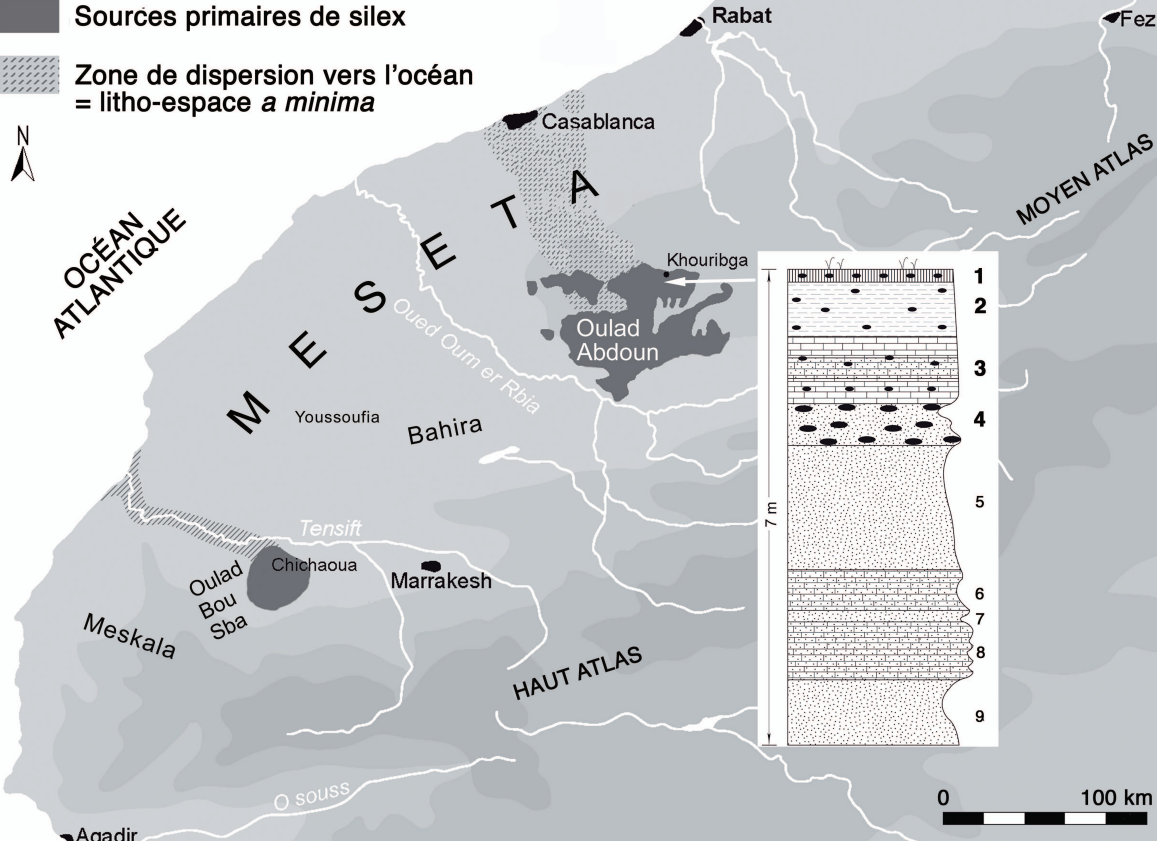 Sources primaires de silex
Zone de dispersion vers l'océan
= litho-espace a minima
N
Rabat
Fez
Casablanca
MOYEN ATLAS
OCÉAN
ATLANTIQUE
MESETA
Khouribga
Oulad
Abdoun
Oued Oum er Rbia
Youssoufia
Bahira
Tensift
Chichaoua
Marrakesh
Oulad
Bou
Sba
Meskala
HAUT ATLAS
O souss
Agadir
7 m
1
2
3
4
5
6
7
8
9
0 100 km